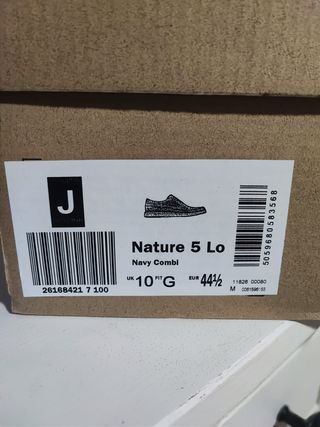 J
Nature 5 Lo
Navy Combi
UK 10 FIT G EUR 44½
26168421 7 100
5059680583568
11826 00080
M